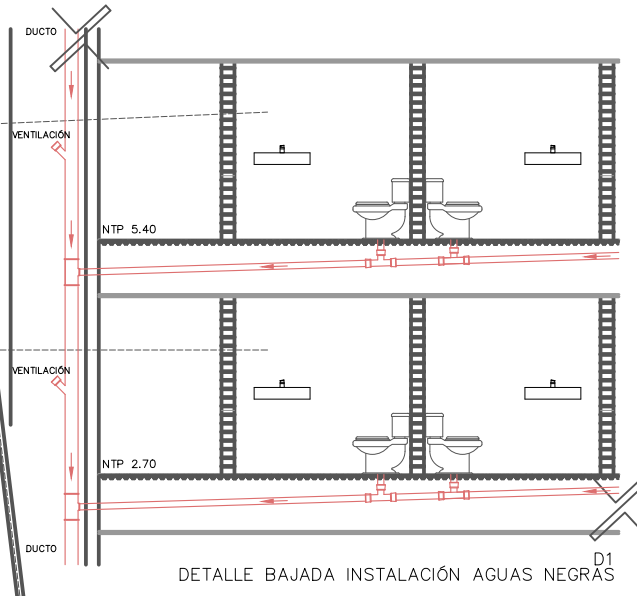 DUCTO
VENTILACIÓN
NTP 5.40
VENTILACIÓN
NTP 2.70
DUCTO
D1
DETALLE BAJADA INSTALACIÓN AGUAS NEGRAS